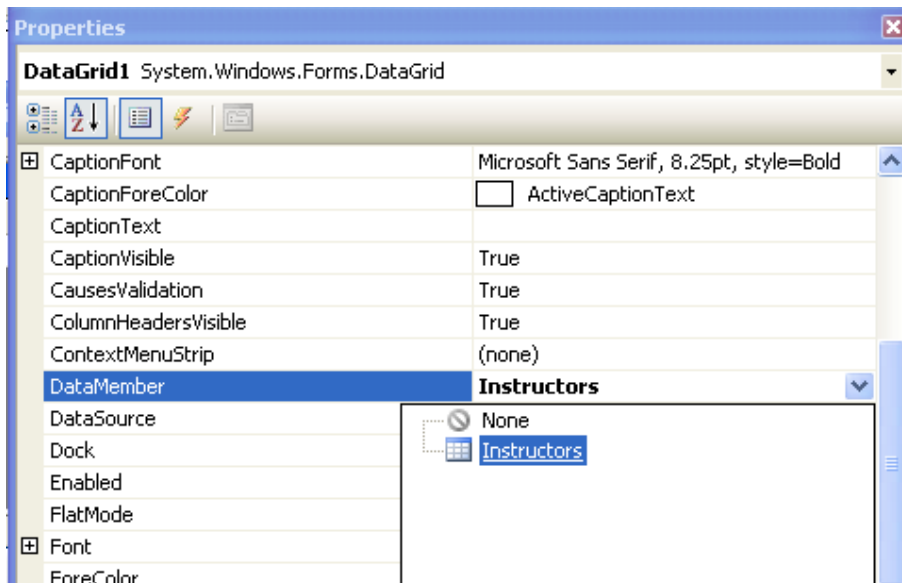 Properties
DataGrid1 System.Windows.Forms.DataGrid
CaptionFont Microsoft Sans Serif, 8.25pt, style=Bold
CaptionForeColor ActiveCaptionText
CaptionText
CaptionVisible True
CausesValidation True
ColumnHeadersVisible True
ContextMenuStrip (none)
DataMember Instructors
DataSource None
Dock Instructors
Enabled
FlatMode
Font
ForeColor